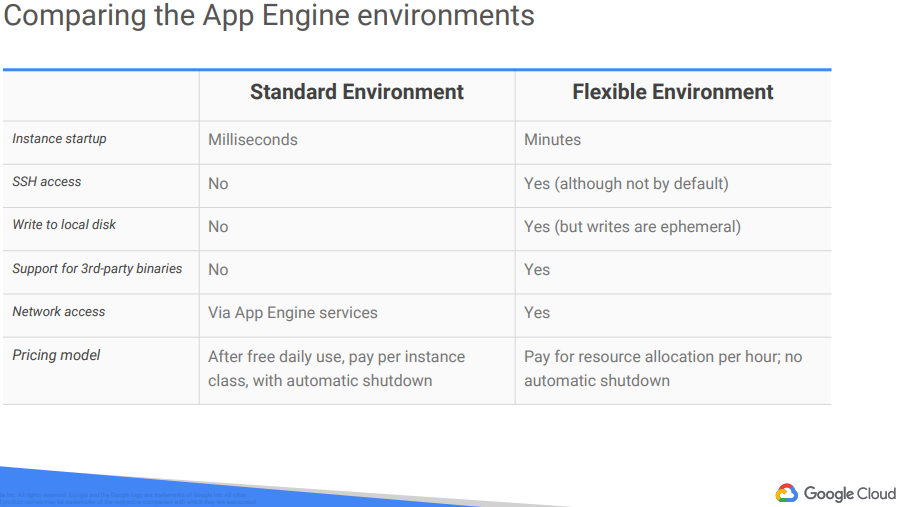 Comparing the App Engine environments
Standard Environment Flexible Environment
Instance startup Milliseconds Minutes
SSH access No Yes (although not by default)
Write to local disk No Yes (but writes are ephemeral)
Support for 3rd-party binaries No Yes
Network access Via App Engine services Yes
Pricing model After free daily use, pay per instance Pay for resource allocation per hour; no
class, with automatic shutdown automatic shutdown
Google Cloud